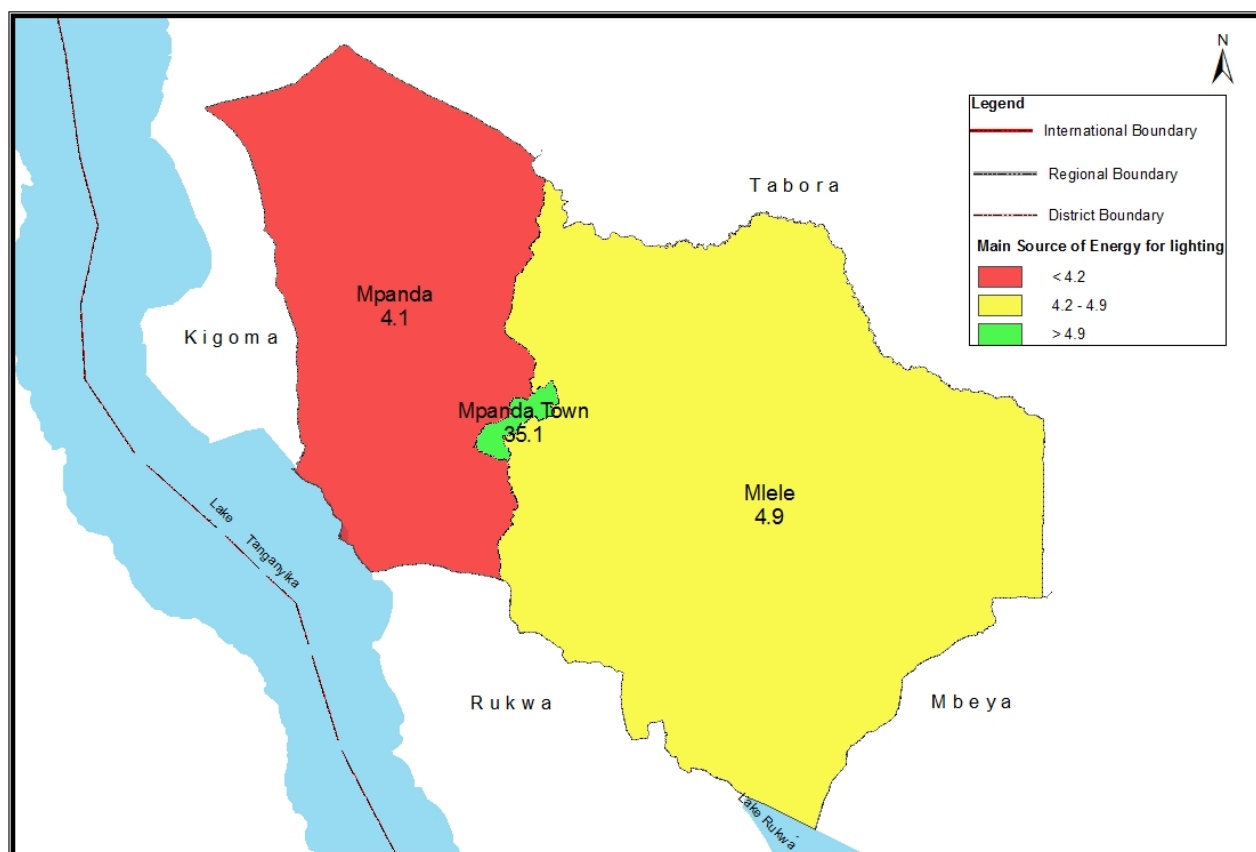 N
Legend
International Boundary
Regional Boundary
District Boundary
Main Source of Energy for lighting
< 4.2
4.2 - 4.9
> 4.9
Tabora
Mpanda
4.1
Kigoma
Mpanda Town
35.1
Mlele
4.9
Lake Tanganyika
Rukwa
Mbeya
Lake Rukwa